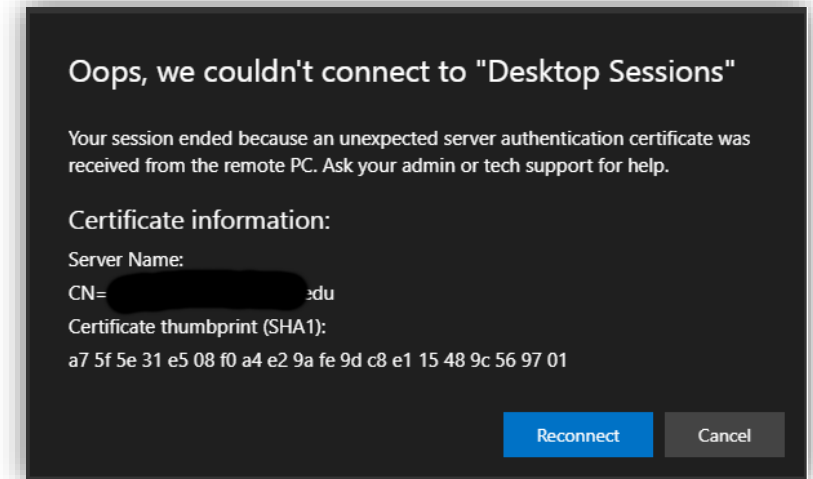 Oops, we couldn't connect to "Desktop Sessions"
Your session ended because an unexpected server authentication certificate was
received from the remote PC. Ask your admin or tech support for help.
Certificate information:
Server Name:
CN= edu
Certificate thumbprint (SHA1):
a7 5f 5e 31 e5 08 f0 a4 e2 9a fe 9d c8 e1 15 48 9c 56 97 01
Reconnect Cancel